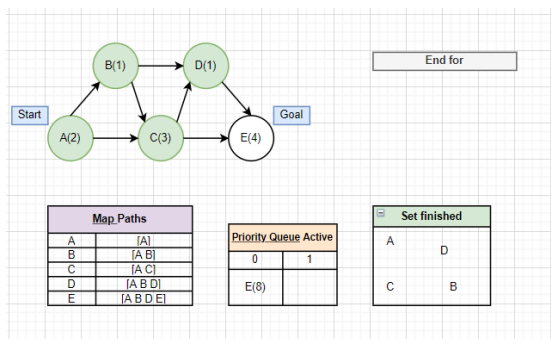 B(1)
D(1)
End for
Start
Goal
A(2)
C(3)
E(4)
Map Paths
A [A]
B [A B]
C [A C]
D [A B D]
E [A B D E]
Priority Queue Active
0 1
E(8)
Set finished
A
D
C
B